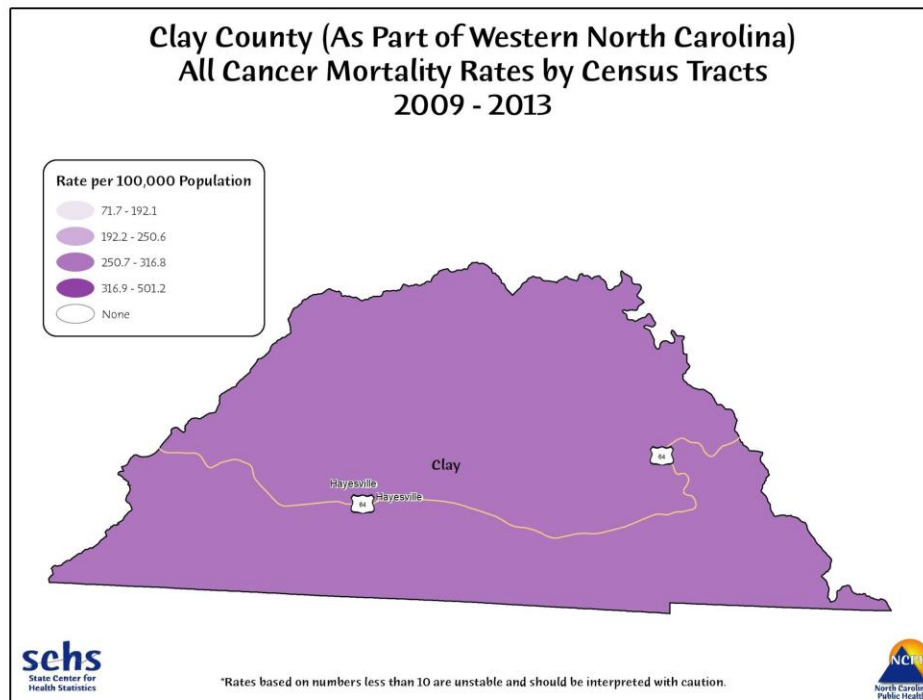 Clay County (As Part of Western North Carolina)
All Cancer Mortality Rates by Census Tracts
2009 - 2013
Rate per 100,000 Population
71.7 - 192.1
192.2 - 250.6
250.7 - 316.8
316.9 - 501.2
None
Clay
64
Hayesville
64
Hayesville
schs
State Center for
Health Statistics
*Rates based on numbers less than 10 are unstable and should be interpreted with caution.
North Carolina
Public Health